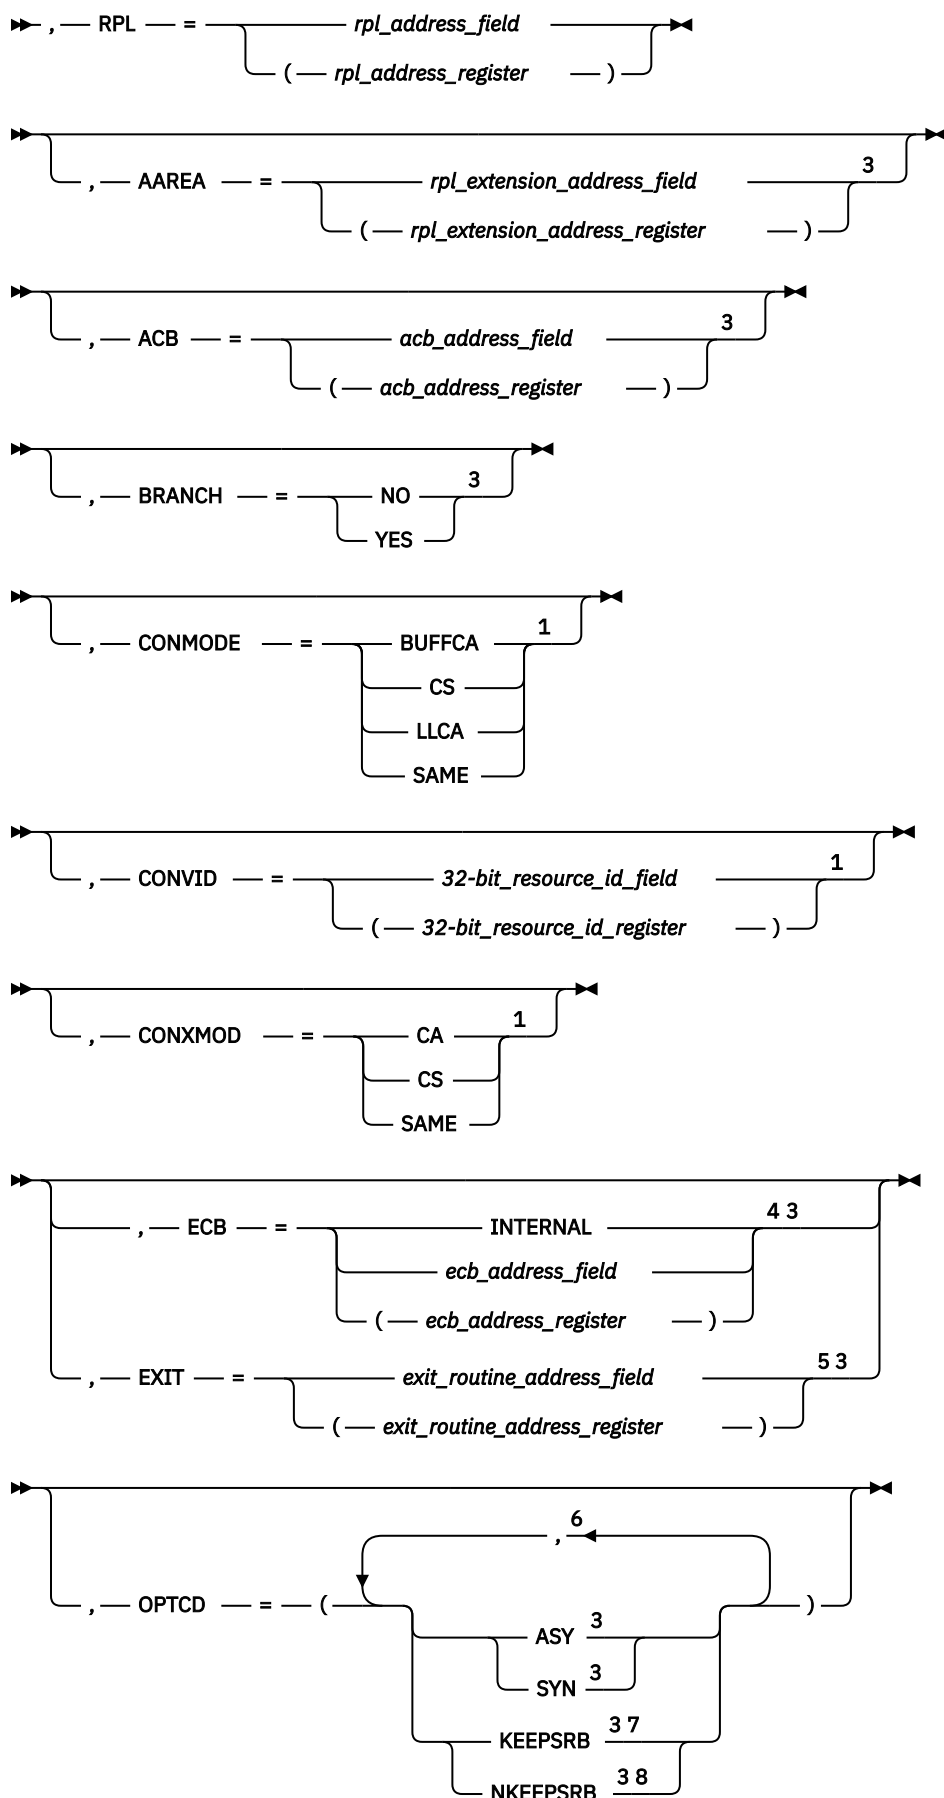 , RPL = rpl_address_field
( rpl_address_register )
, AAREA = rpl_extension_address_field 3
( rpl_extension_address_register )
, ACB = acb_address_field 3
( acb_address_register )
, BRANCH = NO 3
YES
, CONMODE = BUFFCA 1
CS
LLCA
SAME
, CONVID = 32-bit_resource_id_field 1
( 32-bit_resource_id_register )
, CONXMOD = CA 1
CS
SAME
, ECB = INTERNAL 4 3
ecb_address_field
( ecb_address_register )
, EXIT = exit_routine_address_field 5 3
( exit_routine_address_register )
, 6
, OPTCD = ( )
ASY 3
SYN 3
KEEPSRB 3 7
NKEEPSRB 3 8